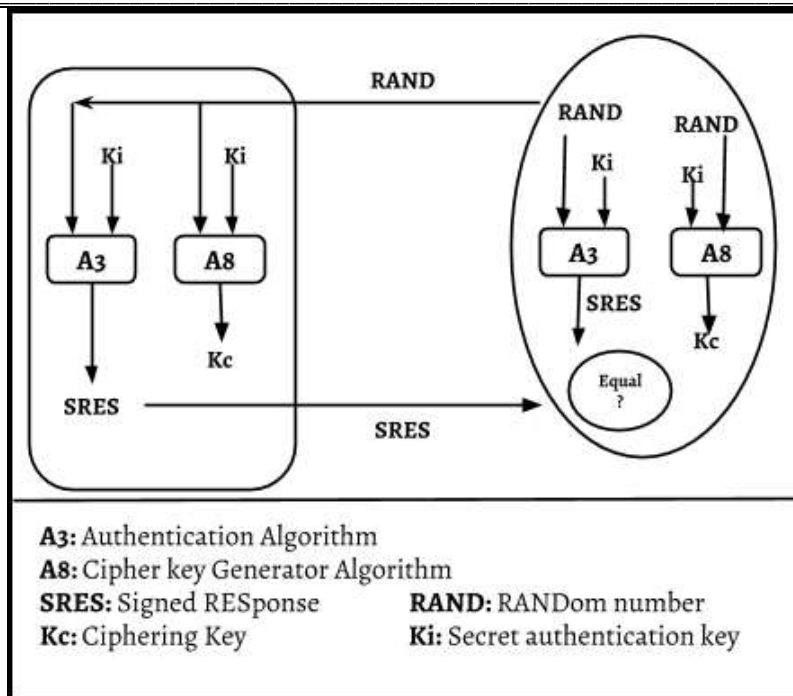 RAND
RAND
RAND
Ki
Ki
Ki
Ki
A3
A8
A3
A8
SRES
Kc
Kc
SRES
Equal
?
SRES
A3: Authentication Algorithm
A8: Cipher key Generator Algorithm
SRES: Signed RESponse RAND: RANDom number
Kc: Ciphering Key Ki: Secret authentication key